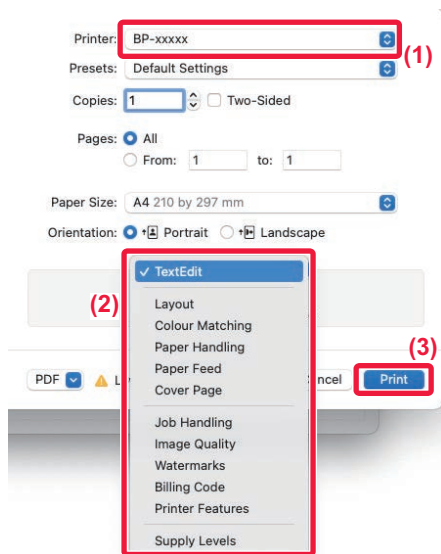 Printer: BP-xxxxx
(1)
Presets: Default Settings
Copies: 1 Two-Sided
Pages: All
From: 1 to: 1
Paper Size: A4 210 by 297 mm
Orientation: Portrait Landscape
✓ TextEdit
(2)
Layout
Colour Matching
Paper Handling
Paper Feed
Cover Page
(3)
PDF Print
Job Handling
Image Quality
Watermarks
Billing Code
Printer Features
Supply Levels